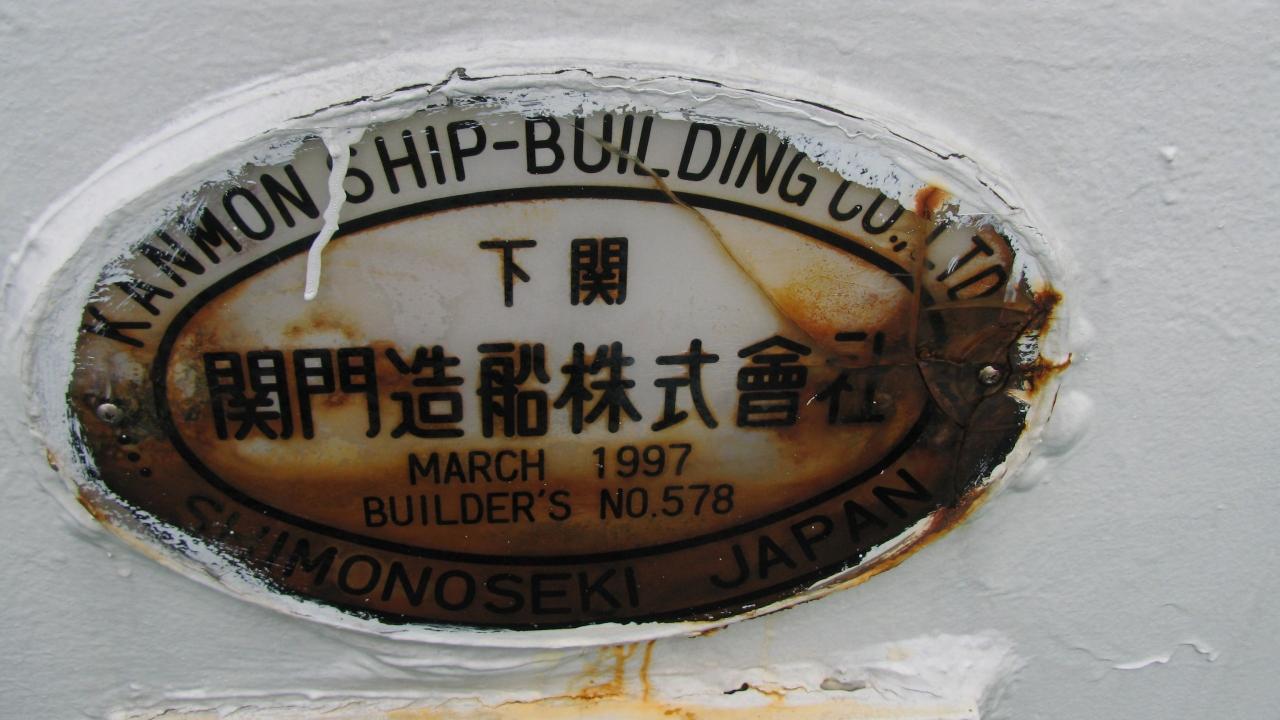 KANMON SHIP-BUILDING CO., LTD
下関
関門造船株式會社
MARCH 1997
BUILDER'S NO.578
SHIMONOSEKI JAPAN